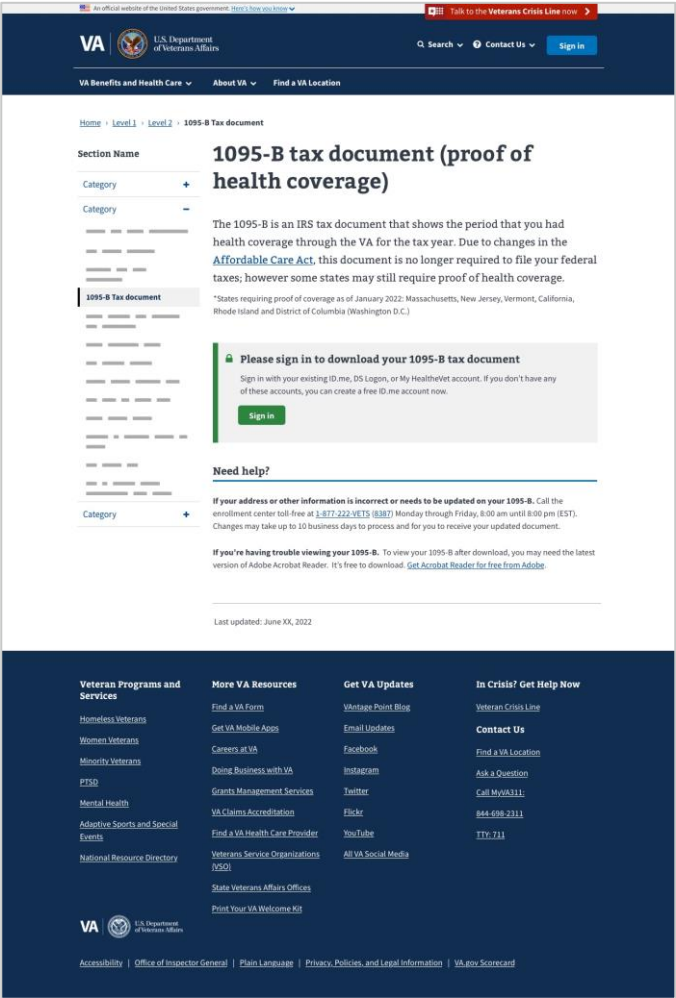 An official website of the United States government. Here's how you know
Talk to the Veterans Crisis Line now
VA
U.S. Department
of Veterans Affairs
Search
Contact Us
Sign in
VA Benefits and Health Care
About VA
Find a VA Location
Home › Level 1 › Level 2 › 1095-B Tax document
Section Name
Category +
Category –
1095-B Tax document
Category +
1095-B tax document (proof of
health coverage)
The 1095-B is an IRS tax document that shows the period that you had
health coverage through the VA for the tax year. Due to changes in the
Affordable Care Act, this document is no longer required to file your federal
taxes; however some states may still require proof of health coverage.
*States requiring proof of coverage as of January 2022: Massachusetts, New Jersey, Vermont, California,
Rhode Island and District of Columbia (Washington D.C.)
Please sign in to download your 1095-B tax document
Sign in with your existing ID.me, DS Logon, or My HealtheVet account. If you don't have any
of these accounts, you can create a free ID.me account now.
Sign in
Need help?
If your address or other information is incorrect or needs to be updated on your 1095-B. Call the
enrollment center toll-free at 1-877-222-VETS (8387) Monday through Friday, 8:00 am until 8:00 pm (EST).
Changes may take up to 10 business days to process and for you to receive your updated document.
If you're having trouble viewing your 1095-B. To view your 1095-B after download, you may need the latest
version of Adobe Acrobat Reader. It's free to download. Get Acrobat Reader for free from Adobe.
Last updated: June XX, 2022
Veteran Programs and
Services
Homeless Veterans
Women Veterans
Minority Veterans
PTSD
Mental Health
Adaptive Sports and Special
Events
National Resource Directory
More VA Resources
Find a VA Form
Get VA Mobile Apps
Careers at VA
Doing Business with VA
Grants Management Services
VA Claims Accreditation
Find a VA Health Care Provider
Veterans Service Organizations
(VSO)
State Veterans Affairs Offices
Print Your VA Welcome Kit
Get VA Updates
VAntage Point Blog
Email Updates
Facebook
Instagram
Twitter
Flickr
YouTube
All VA Social Media
In Crisis? Get Help Now
Veteran Crisis Line
Contact Us
Find a VA Location
Ask a Question
Call MyVA311:
844-698-2311
TTY: 711
VA
U.S. Department
of Veterans Affairs
Accessibility | Office of Inspector General | Plain Language | Privacy, Policies, and Legal Information | VA.gov Scorecard